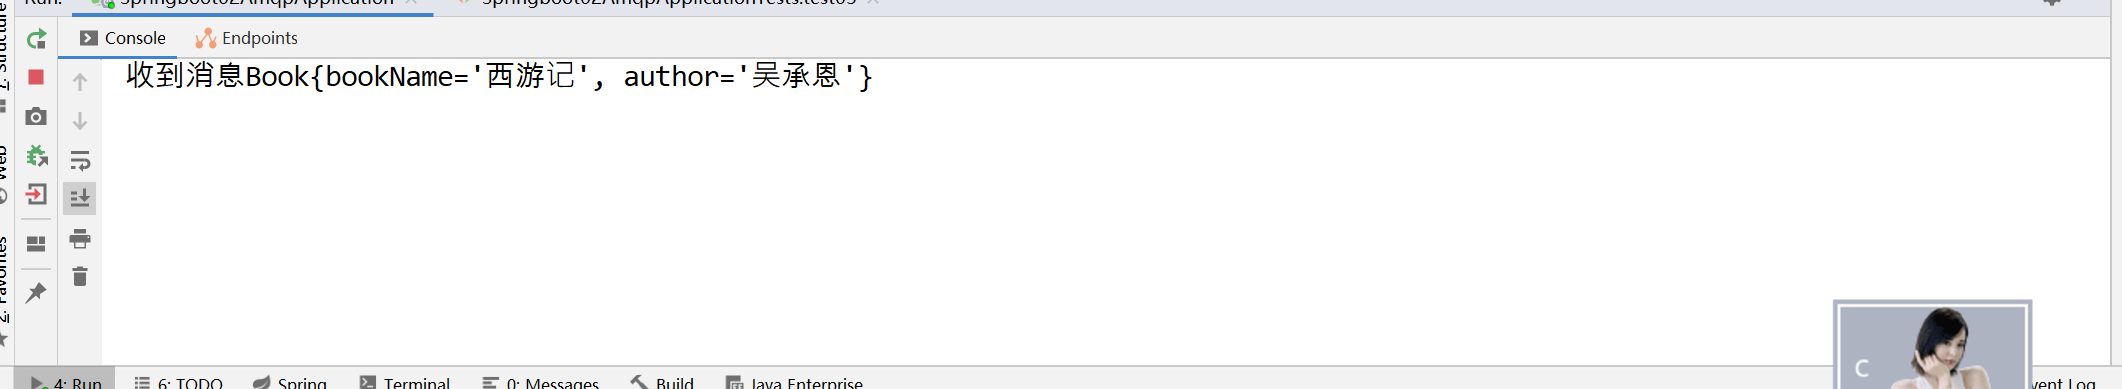 Run:
Springboot02AmqpApplication
Springboot02AmqpApplicationTests.test03
Console
Endpoints
收到消息Book{bookName='西游记', author='吴承恩'}
7: Structure
Web
2: Favorites
C
4: Run
6: TODO
Spring
Terminal
0: Messages
Build
Java Enterprise
vent Log